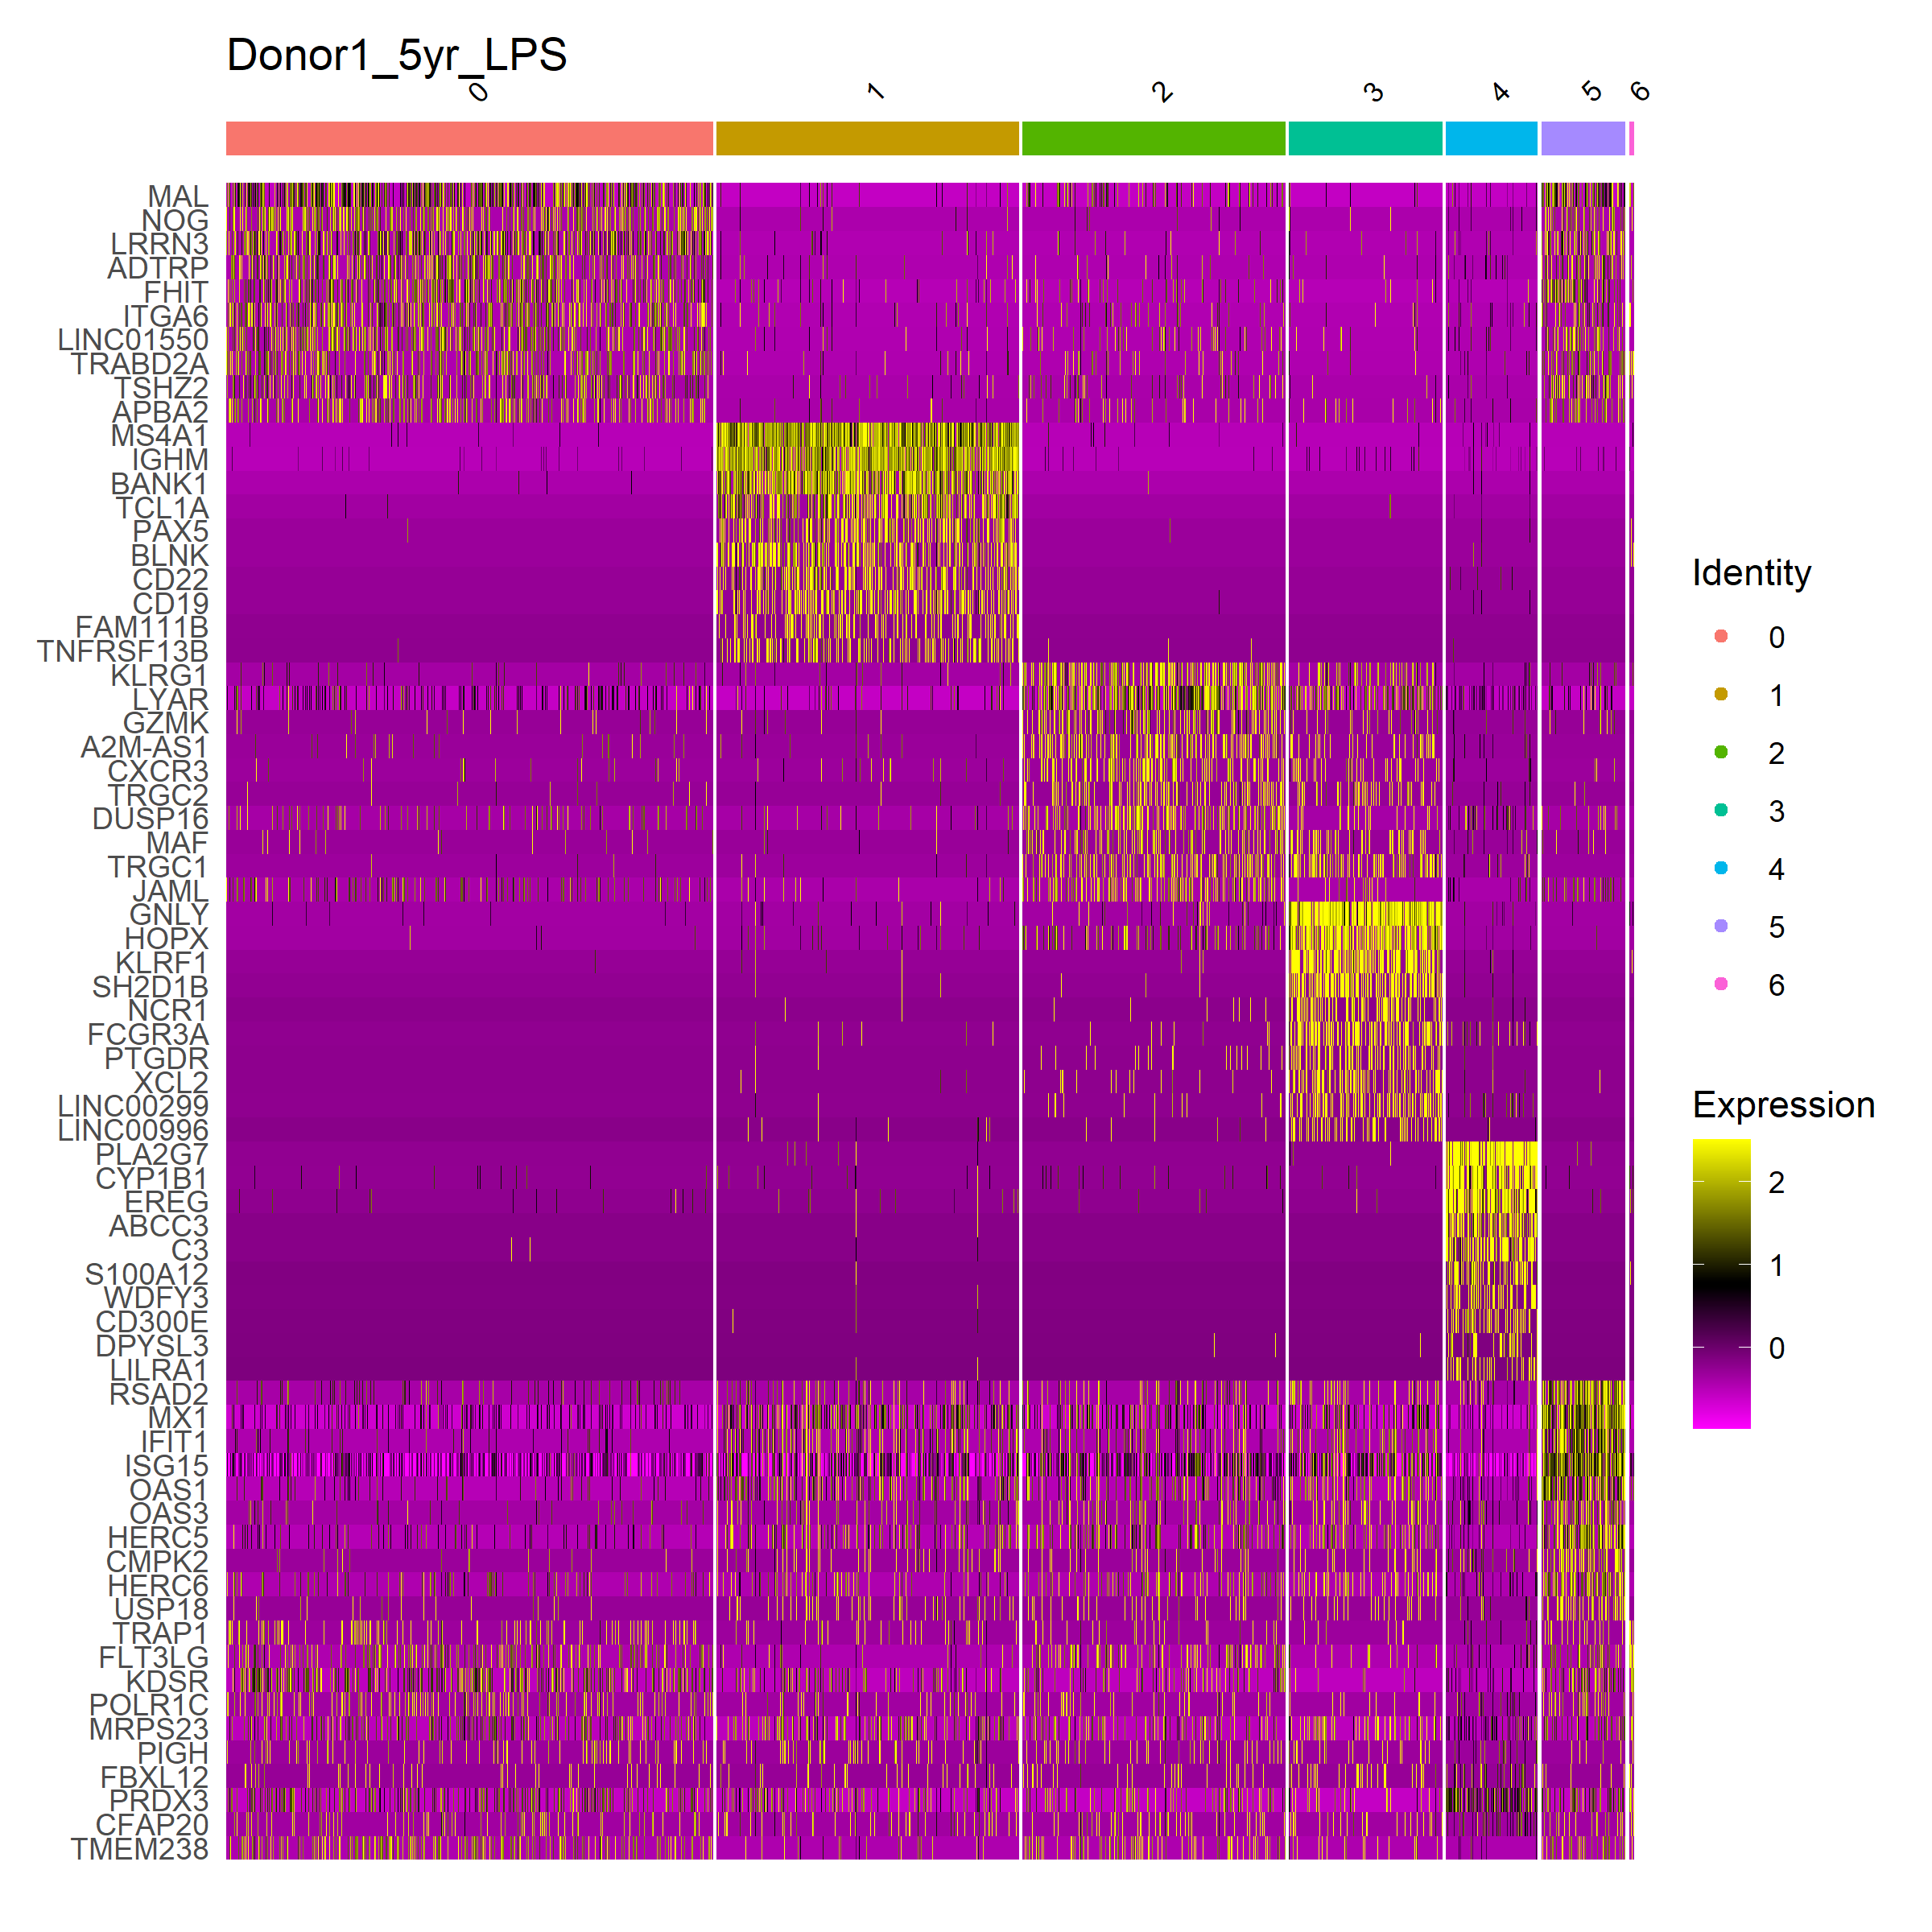 Donor1_5yr_LPS
0 1 2 3 4 5 6
MAL
NOG
LRRN3
ADTRP
FHIT
ITGA6
LINC01550
TRABD2A
TSHZ2
APBA2
MS4A1
IGHM
BANK1
TCL1A
PAX5
BLNK
CD22
CD19
FAM111B
TNFRSF13B
KLRG1
LYAR
GZMK
A2M-AS1
CXCR3
TRGC2
DUSP16
MAF
TRGC1
JAML
GNLY
HOPX
KLRF1
SH2D1B
NCR1
FCGR3A
PTGDR
XCL2
LINC00299
LINC00996
PLA2G7
CYP1B1
EREG
ABCC3
C3
S100A12
WDFY3
CD300E
DPYSL3
LILRA1
RSAD2
MX1
IFIT1
ISG15
OAS1
OAS3
HERC5
CMPK2
HERC6
USP18
TRAP1
FLT3LG
KDSR
POLR1C
MRPS23
PIGH
FBXL12
PRDX3
CFAP20
TMEM238
Identity
0
1
2
3
4
5
6
Expression
2
1
0